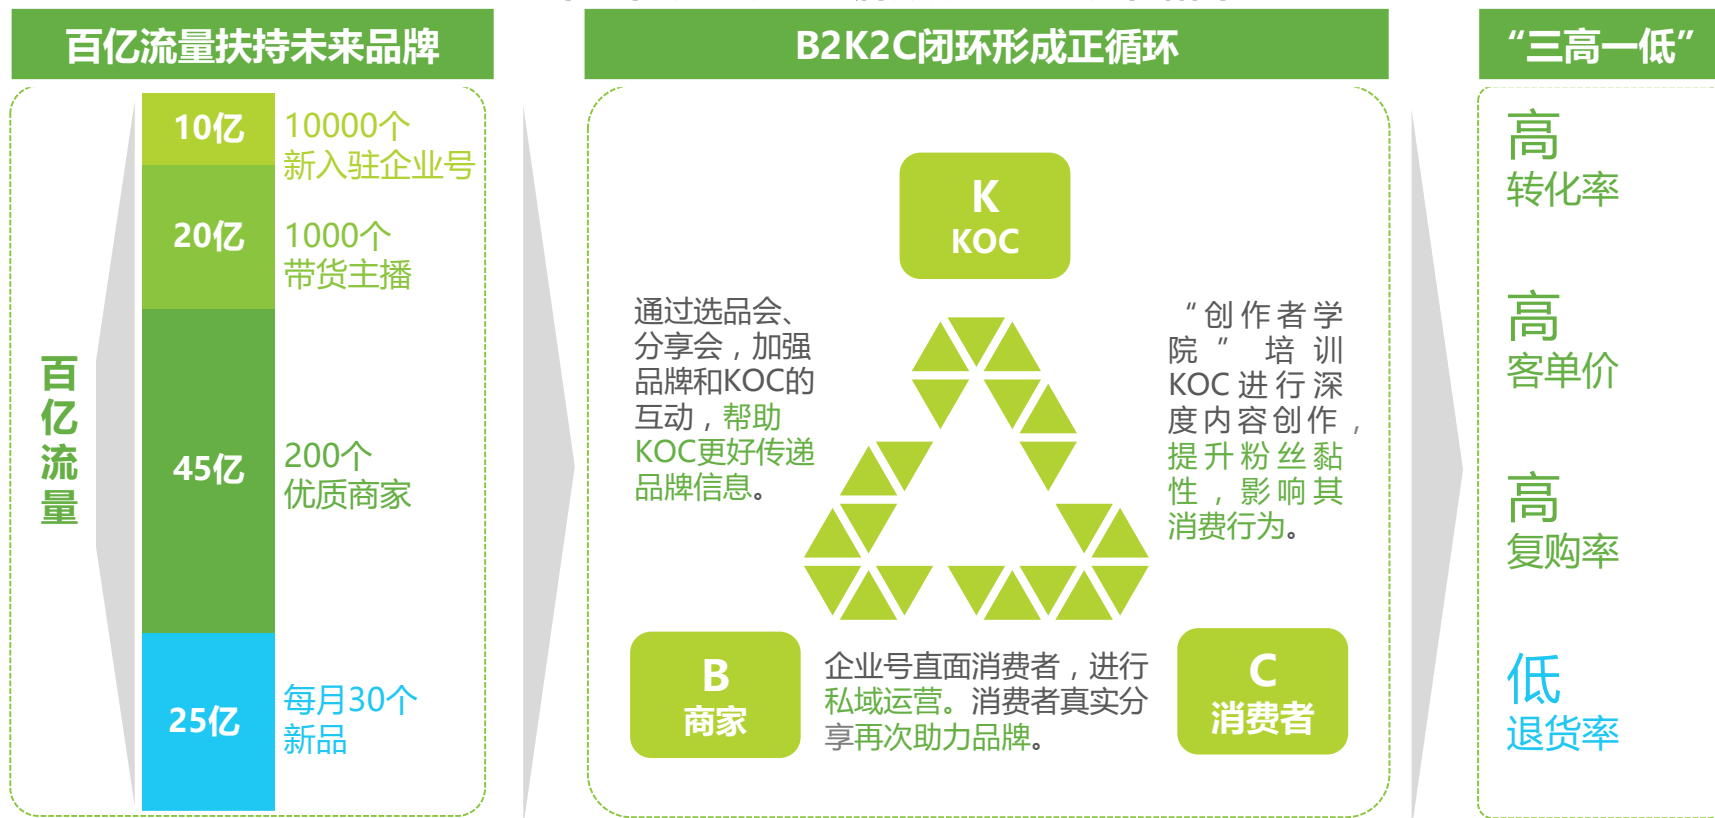 百亿流量扶持未来品牌
百亿流量
10亿
10000个
新入驻企业号
20亿
1000个
带货主播
45亿
200个
优质商家
25亿
每月30个
新品
B2K2C闭环形成正循环
K
KOC
通过选品会、
分享会，加强
品牌和KOC的
互动，帮助
KOC更好传递
品牌信息。
“创作者学
院”培训
KOC进行深
度内容创作，
提升粉丝黏
性，影响其
消费行为。
B
商家
企业号直面消费者，进行
私域运营。消费者真实分
享再次助力品牌。
C
消费者
“三高一低”
高
转化率
高
客单价
高
复购率
低
退货率